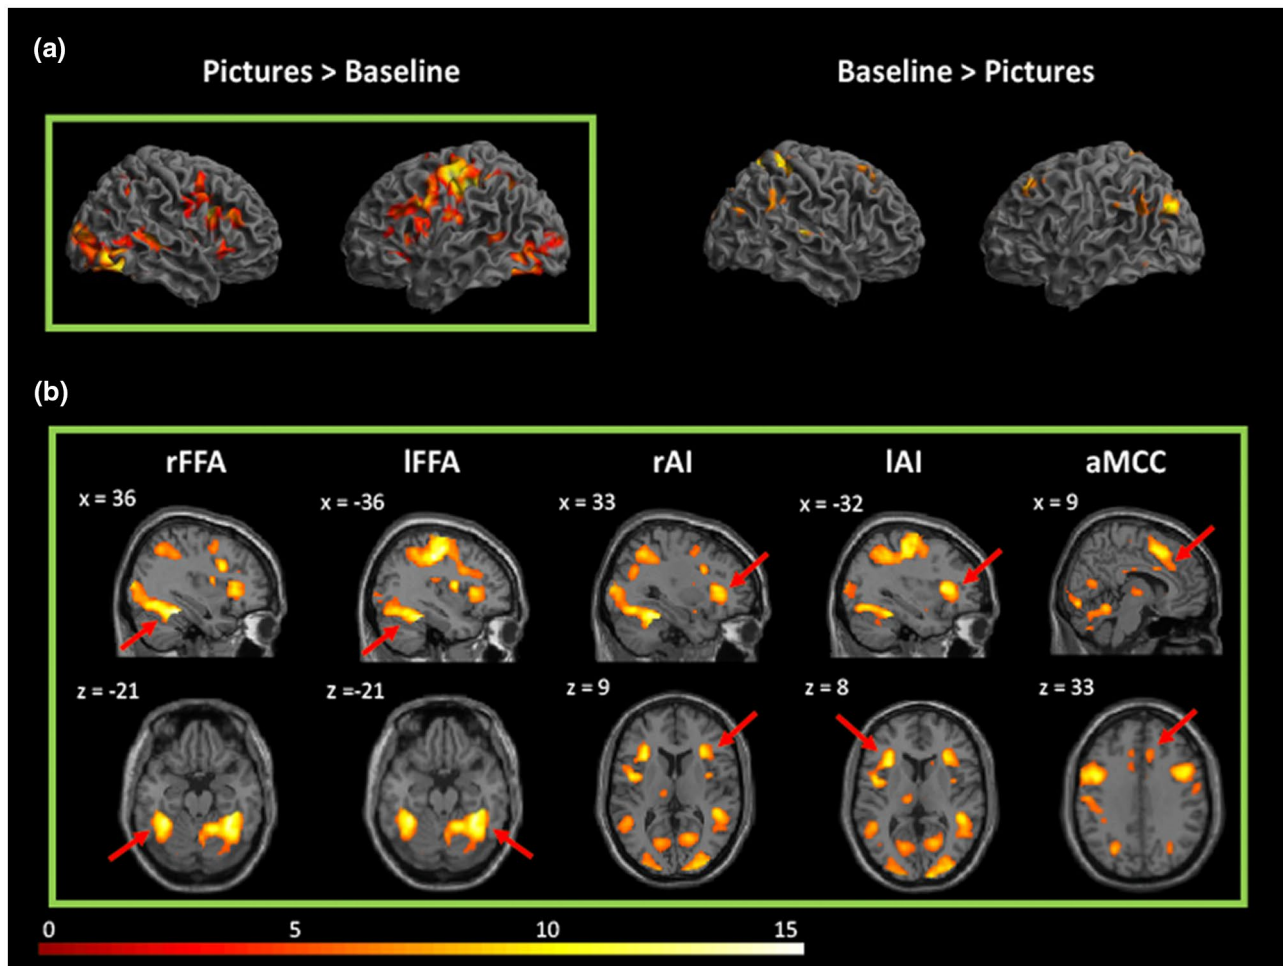 (a)
Pictures > Baseline
Baseline > Pictures
(b)
rFFA
lFFA
rAI
lAI
aMCC
x = 36
x = -36
x = 33
x = -32
x = 9
z = -21
z =-21
z = 9
z = 8
z = 33
0
5
10
15